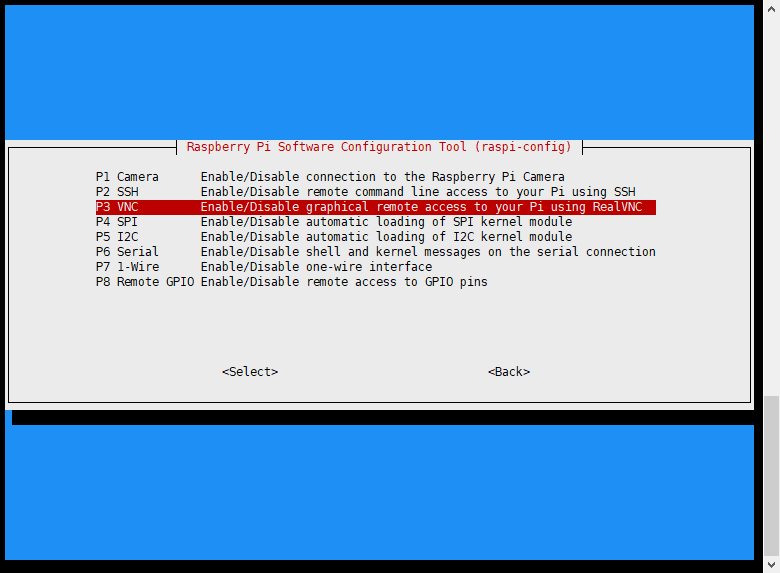 Raspberry Pi Software Configuration Tool (raspi-config)
P1 Camera Enable/Disable connection to the Raspberry Pi Camera
P2 SSH Enable/Disable remote command line access to your Pi using SSH
P3 VNC Enable/Disable graphical remote access to your Pi using RealVNC
P4 SPI Enable/Disable automatic loading of SPI kernel module
P5 I2C Enable/Disable automatic loading of I2C kernel module
P6 Serial Enable/Disable shell and kernel messages on the serial connection
P7 1-Wire Enable/Disable one-wire interface
P8 Remote GPIO Enable/Disable remote access to GPIO pins
<Select> <Back>